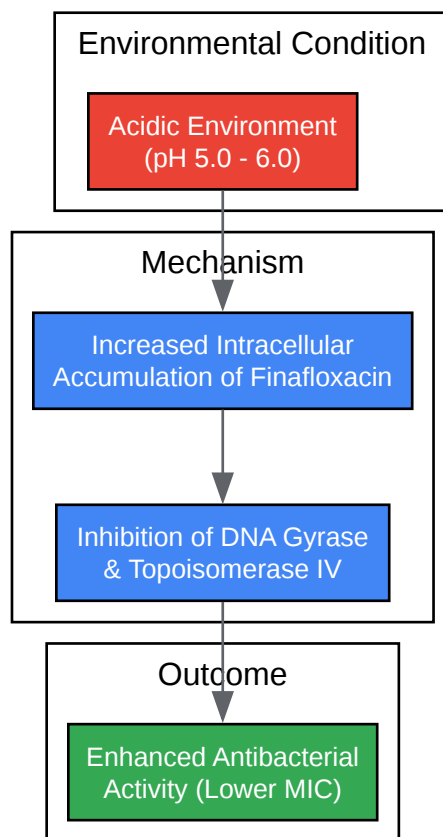 Environmental Condition
Acidic Environment
(pH 5.0 - 6.0)
Mechanism
Increased Intracellular
Accumulation of Finafloxacin
Inhibition of DNA Gyrase
& Topoisomerase IV
Outcome
Enhanced Antibacterial
Activity (Lower MIC)